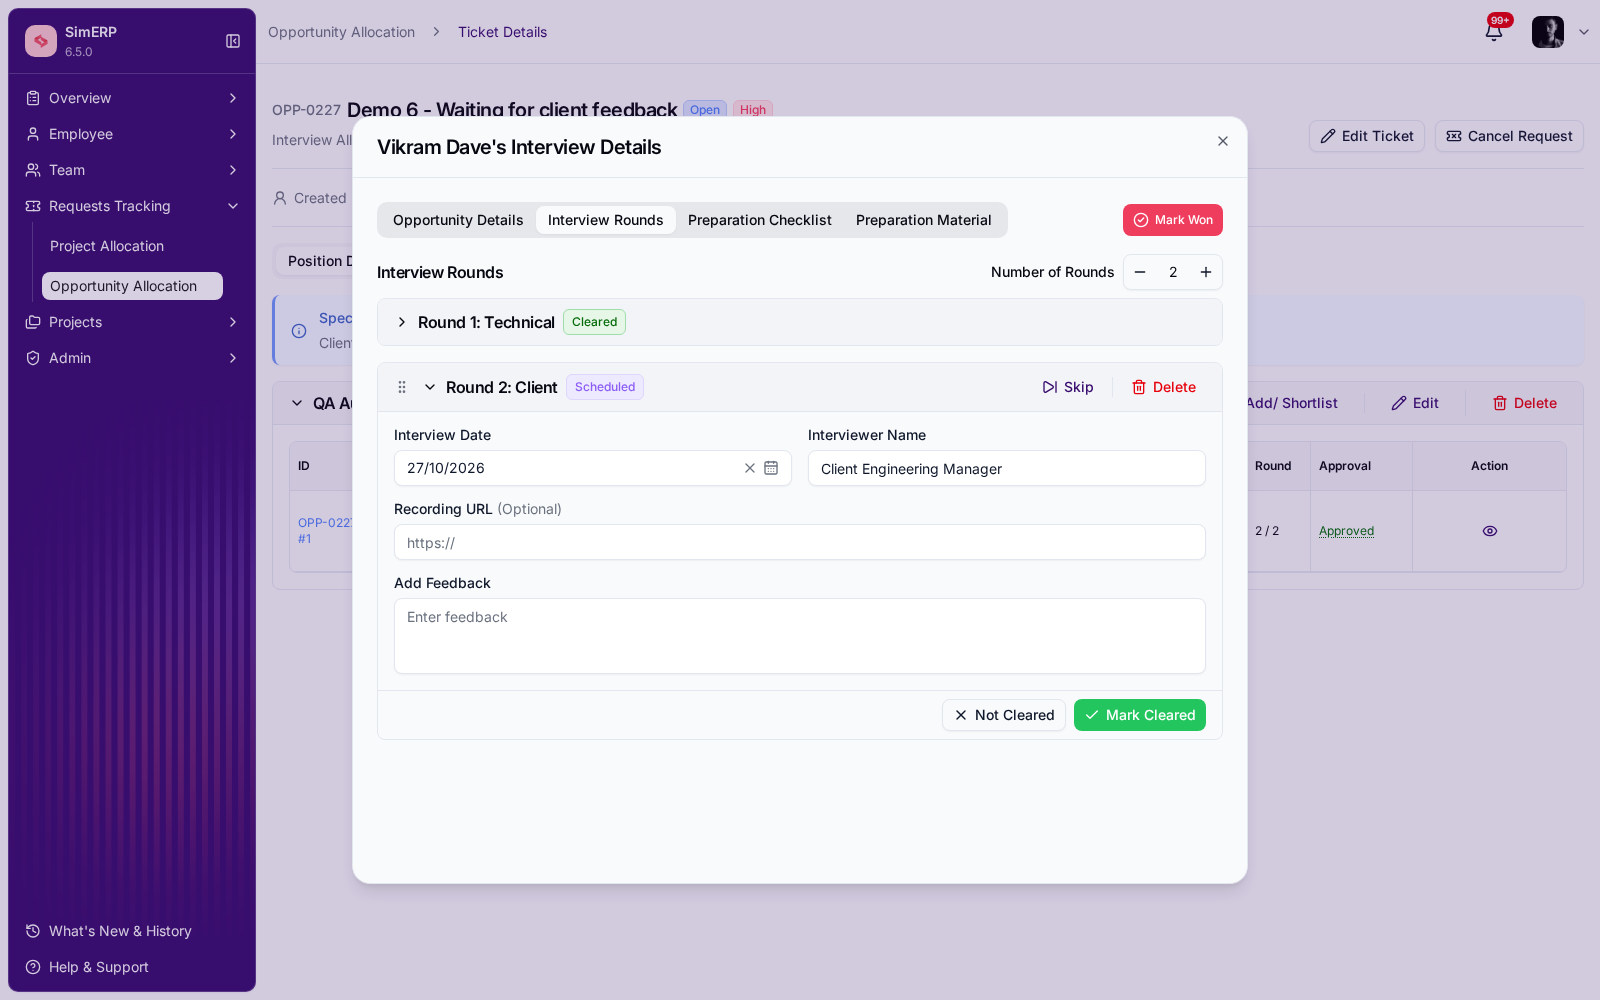 SimERP
6.5.0
Overview
Employee
Team
Requests Tracking
Project Allocation
Opportunity Allocation
Projects
Admin
What's New & History
Help & Support
Opportunity Allocation
Ticket Details
99+
OPP-0227 Demo 6 - Waiting for client feedback Open High
Interview All
Edit Ticket
Cancel Request
Created
Position D
Spec
Client
QA Au
Add/ Shortlist
Edit
Delete
ID
Round
Approval
Action
OPP-0227
#1
2 / 2
Approved
Vikram Dave's Interview Details
Opportunity Details
Interview Rounds
Preparation Checklist
Preparation Material
Mark Won
Interview Rounds
Number of Rounds
2
Round 1: Technical Cleared
Round 2: Client Scheduled
Skip
Delete
Interview Date
Interviewer Name
27/10/2026
Client Engineering Manager
Recording URL (Optional)
https://
Add Feedback
Enter feedback
Not Cleared
Mark Cleared